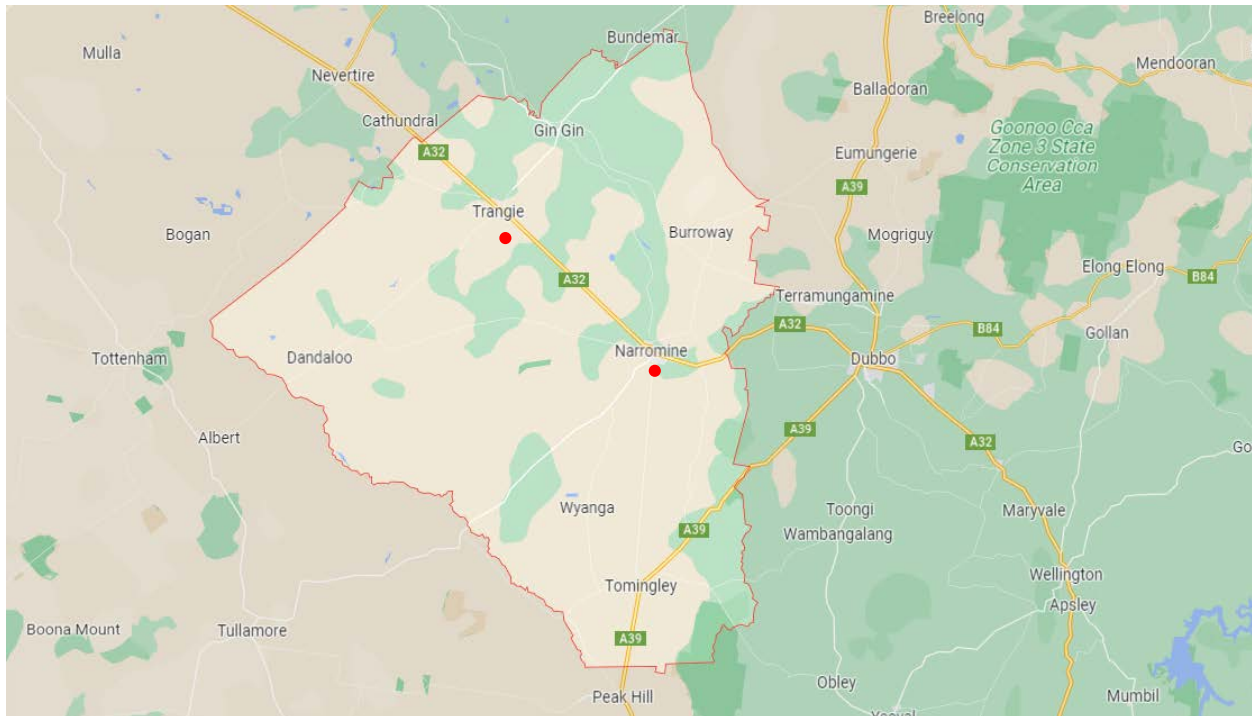 Breelong
Bundemar
Mulla
Mendooran
Nevertire
Balladoran
Cathundral
Gin Gin
Goonoo Cca
Zone 3 State
Conservation
Area
A32
Eumungerie
A39
Trangie
Bogan
Burroway
Mogriguy
Elong Elong
B84
A32
Terramungamine
A32
B84
Gollan
Narromine
Dandaloo
Tottenham
Dubbo
A39
Albert
A32
Go
Wyanga
Toongi
Maryvale
A39
Wambangalang
Wellington
Tomingley
Apsley
Boona Mount
Tullamore
A39
Obley
Peak Hill
Mumbil